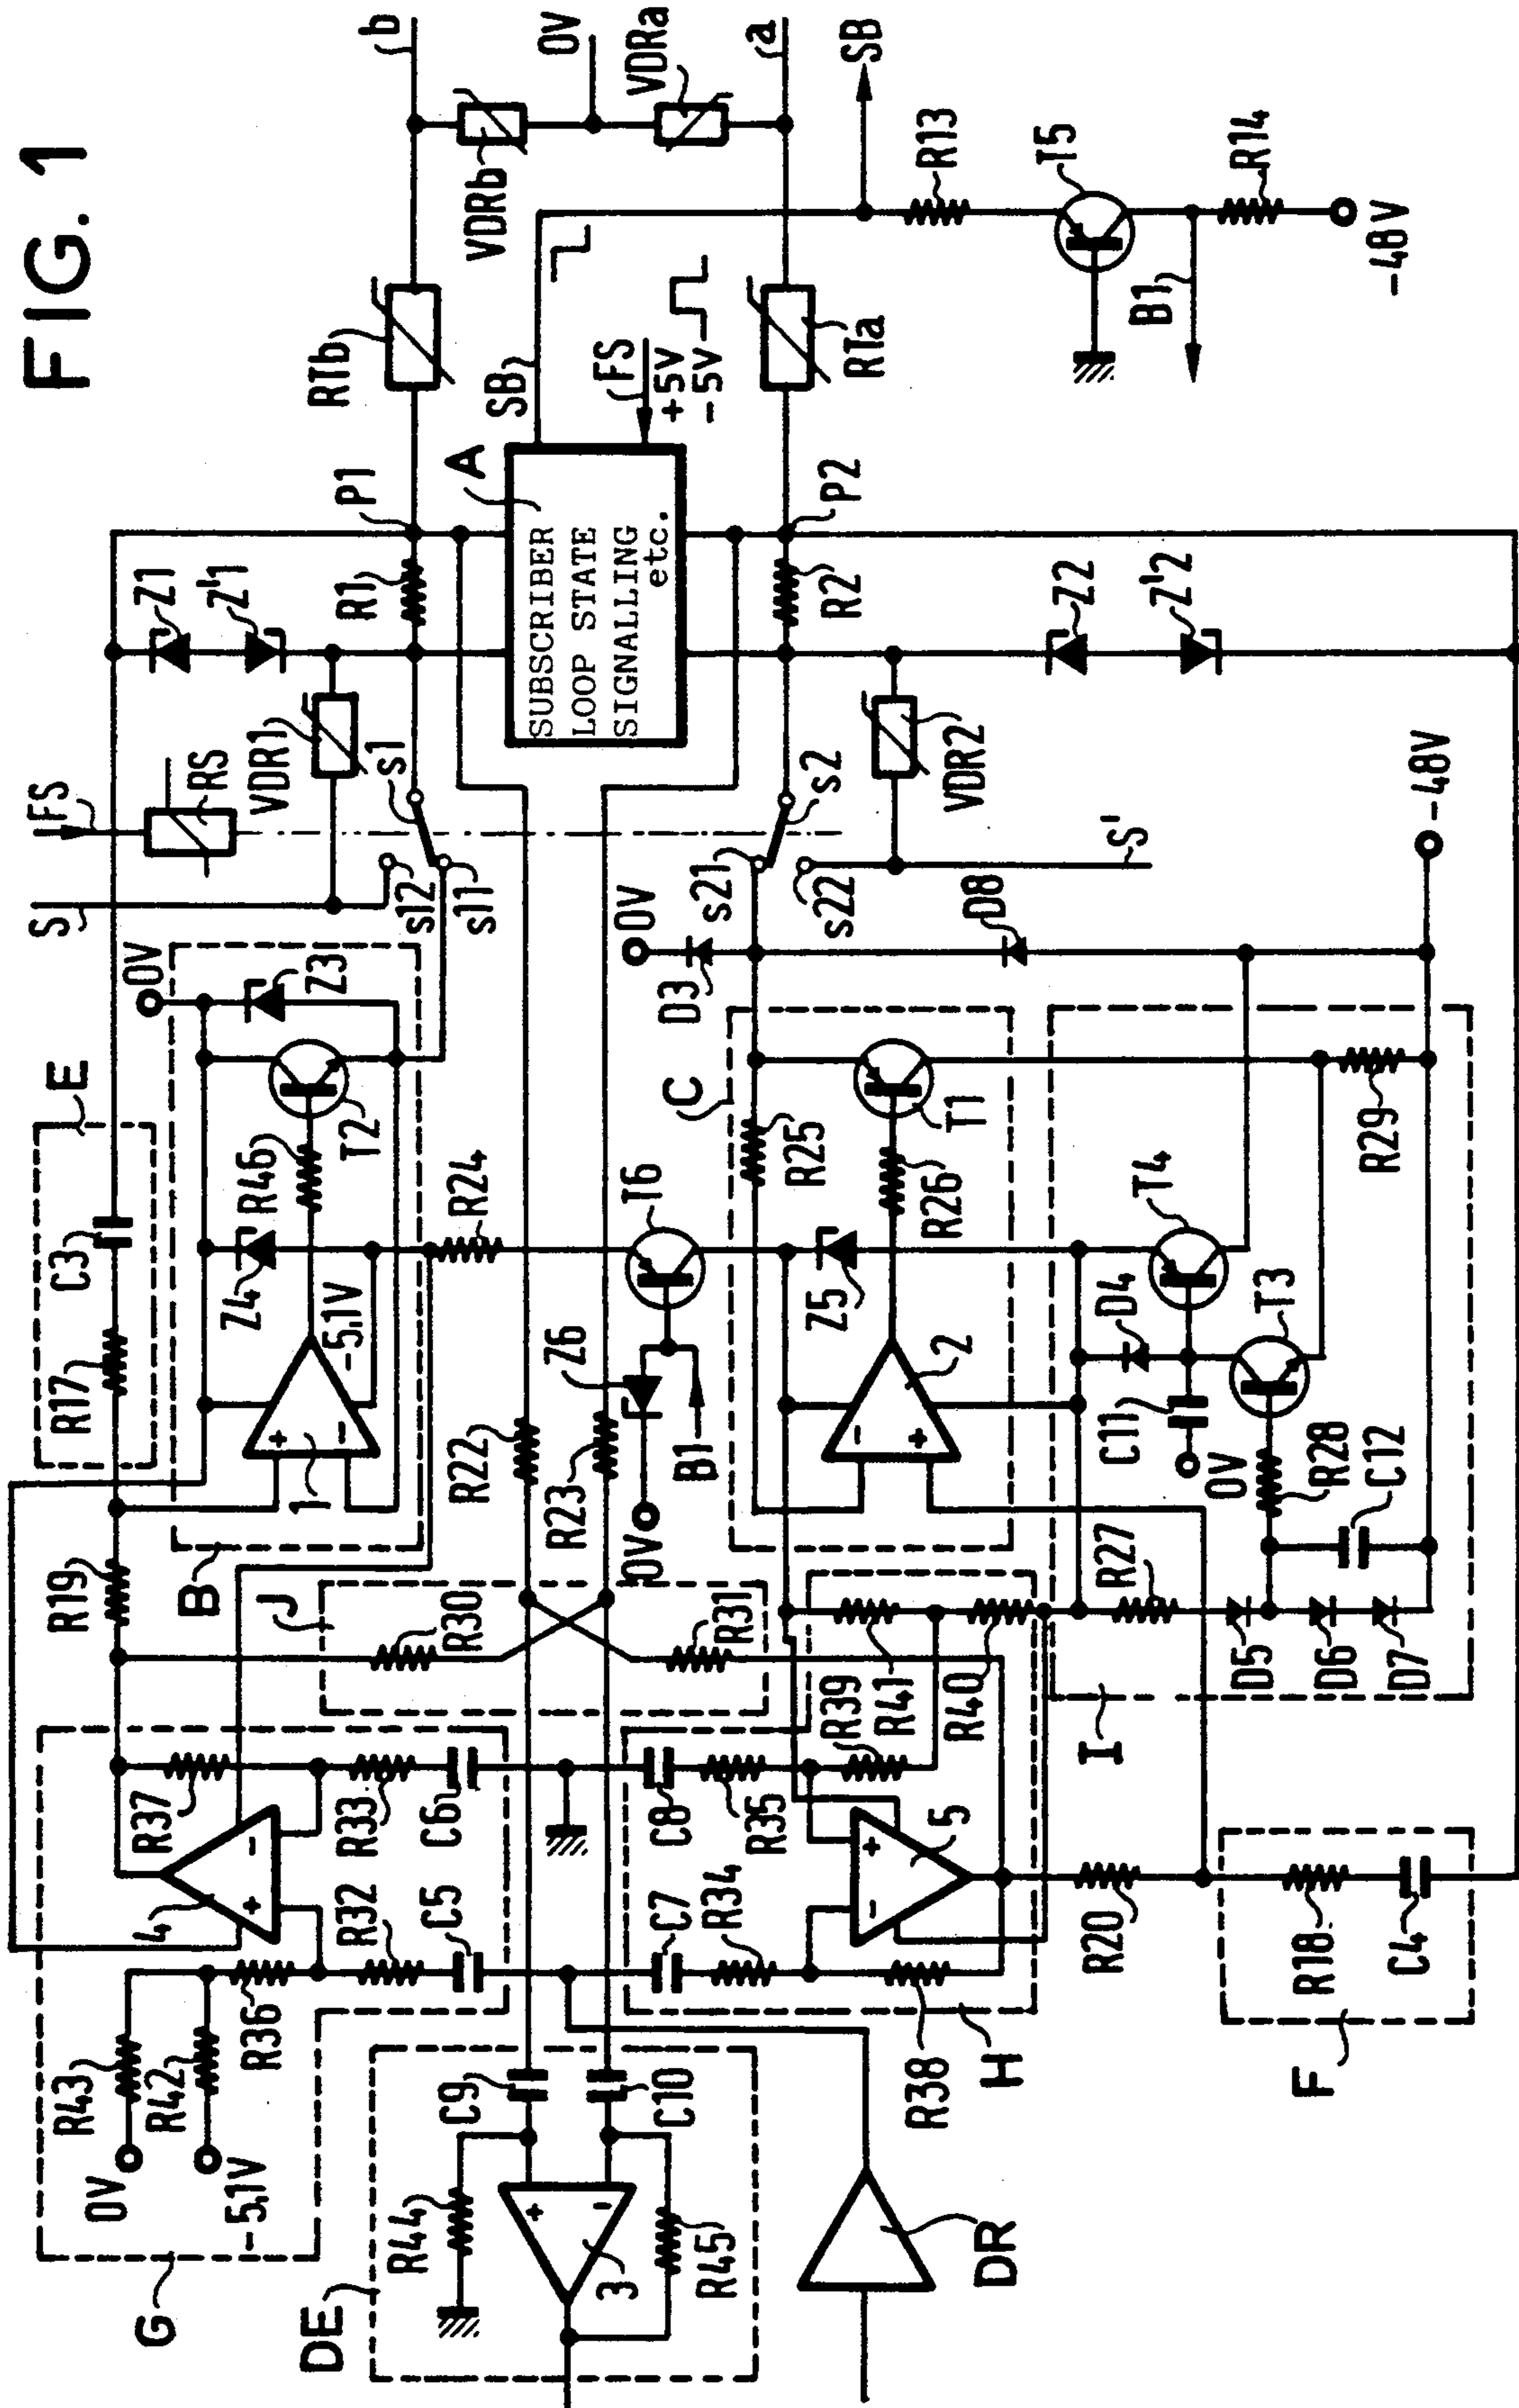 FIG. 1
b
0V
a
VDRb
VDRa
SB
RTb
SB
FS
+5V
-5V
RTa
R13
T5
R14
B1
-48V
P1
A
P2
Z1
Z'1
R1
SUBSCRIBER
LOOP STATE
SIGNALLING
etc.
R2
Z2
Z'2
FS
RS
VDR1
s1
s2
VDR2
S
s12
s11
0V
s21
s22
S'
D8
-48V
0V
Z3
D3
E
C
T2
R46
R24
T6
R25
T1
R26
R29
C3
Z4
-5,1V
Z5
T4
D4
T3
R17
Z6
2
C11
0V
R28
C12
+
-
1
R22
R23
0V
B1
-
+
R19
B
J
R30
R31
R27
D5
D6
D7
I
R37
R33
C6
C8
R35
R39
R41
R40
4
-
+
R32
C5
C7
R34
+
-
5
R20
R18
C4
R43
R42
R36
0V
-5,1V
C9
C10
R38
H
F
G
DE
R44
+
-
3
R45
DR